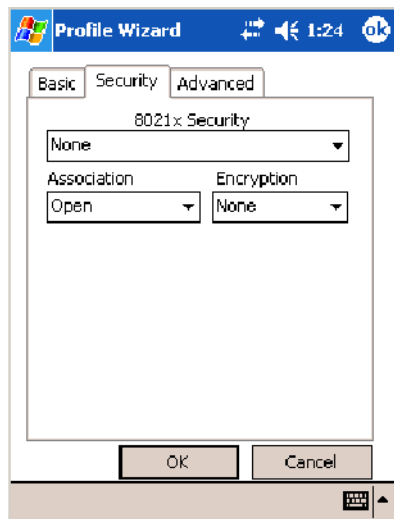 Profile Wizard 1:24 ok
Basic Security Advanced
8021x Security
None
Association Encryption
Open None
OK Cancel